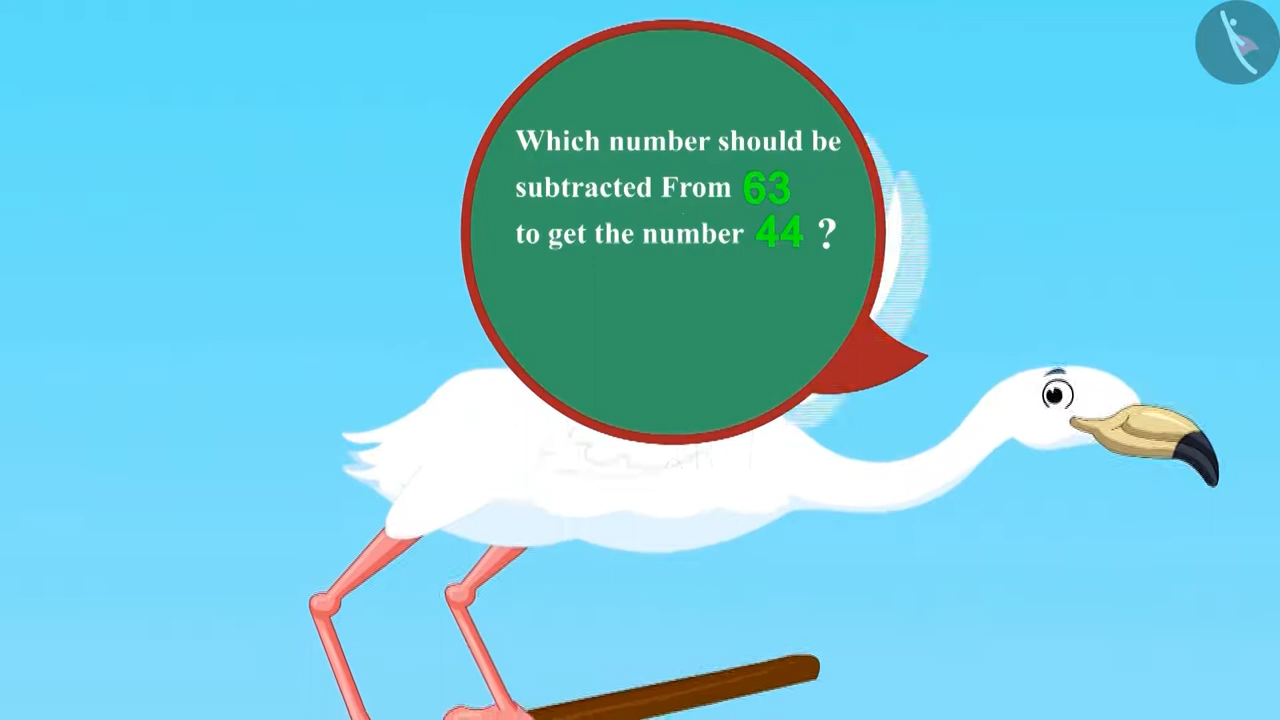 Which number should be
subtracted From 63
to get the number 44 ?